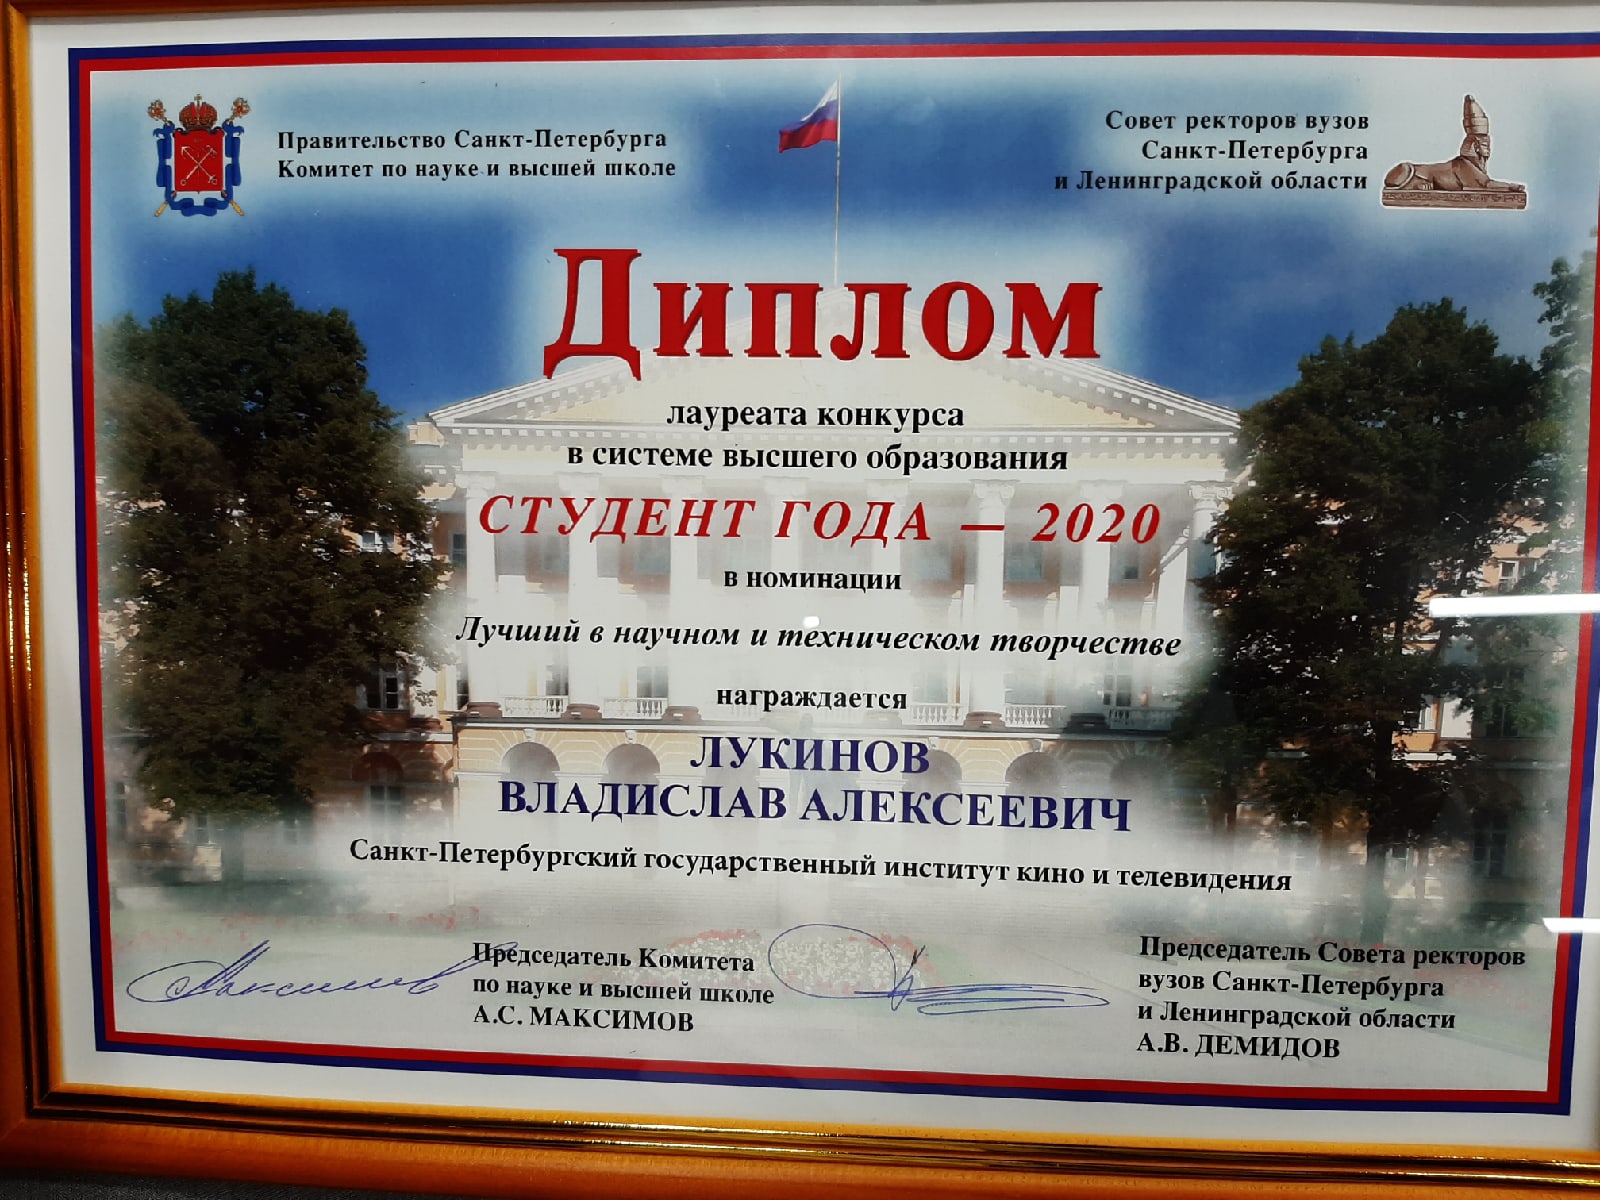 Правительство Санкт-Петербурга
Комитет по науке и высшей школе
Совет ректоров вузов
Санкт-Петербурга
и Ленинградской области
Диплом
лауреата конкурса
в системе высшего образования
СТУДЕНТ ГОДА — 2020
в номинации
Лучший в научном и техническом творчестве
награждается
ЛУКИНОВ
ВЛАДИСЛАВ АЛЕКСЕЕВИЧ
Санкт-Петербургский государственный институт кино и телевидения
Председатель Комитета
по науке и высшей школе
А.С. МАКСИМОВ
Председатель Совета ректоров
вузов Санкт-Петербурга
и Ленинградской области
А.В. ДЕМИДОВ